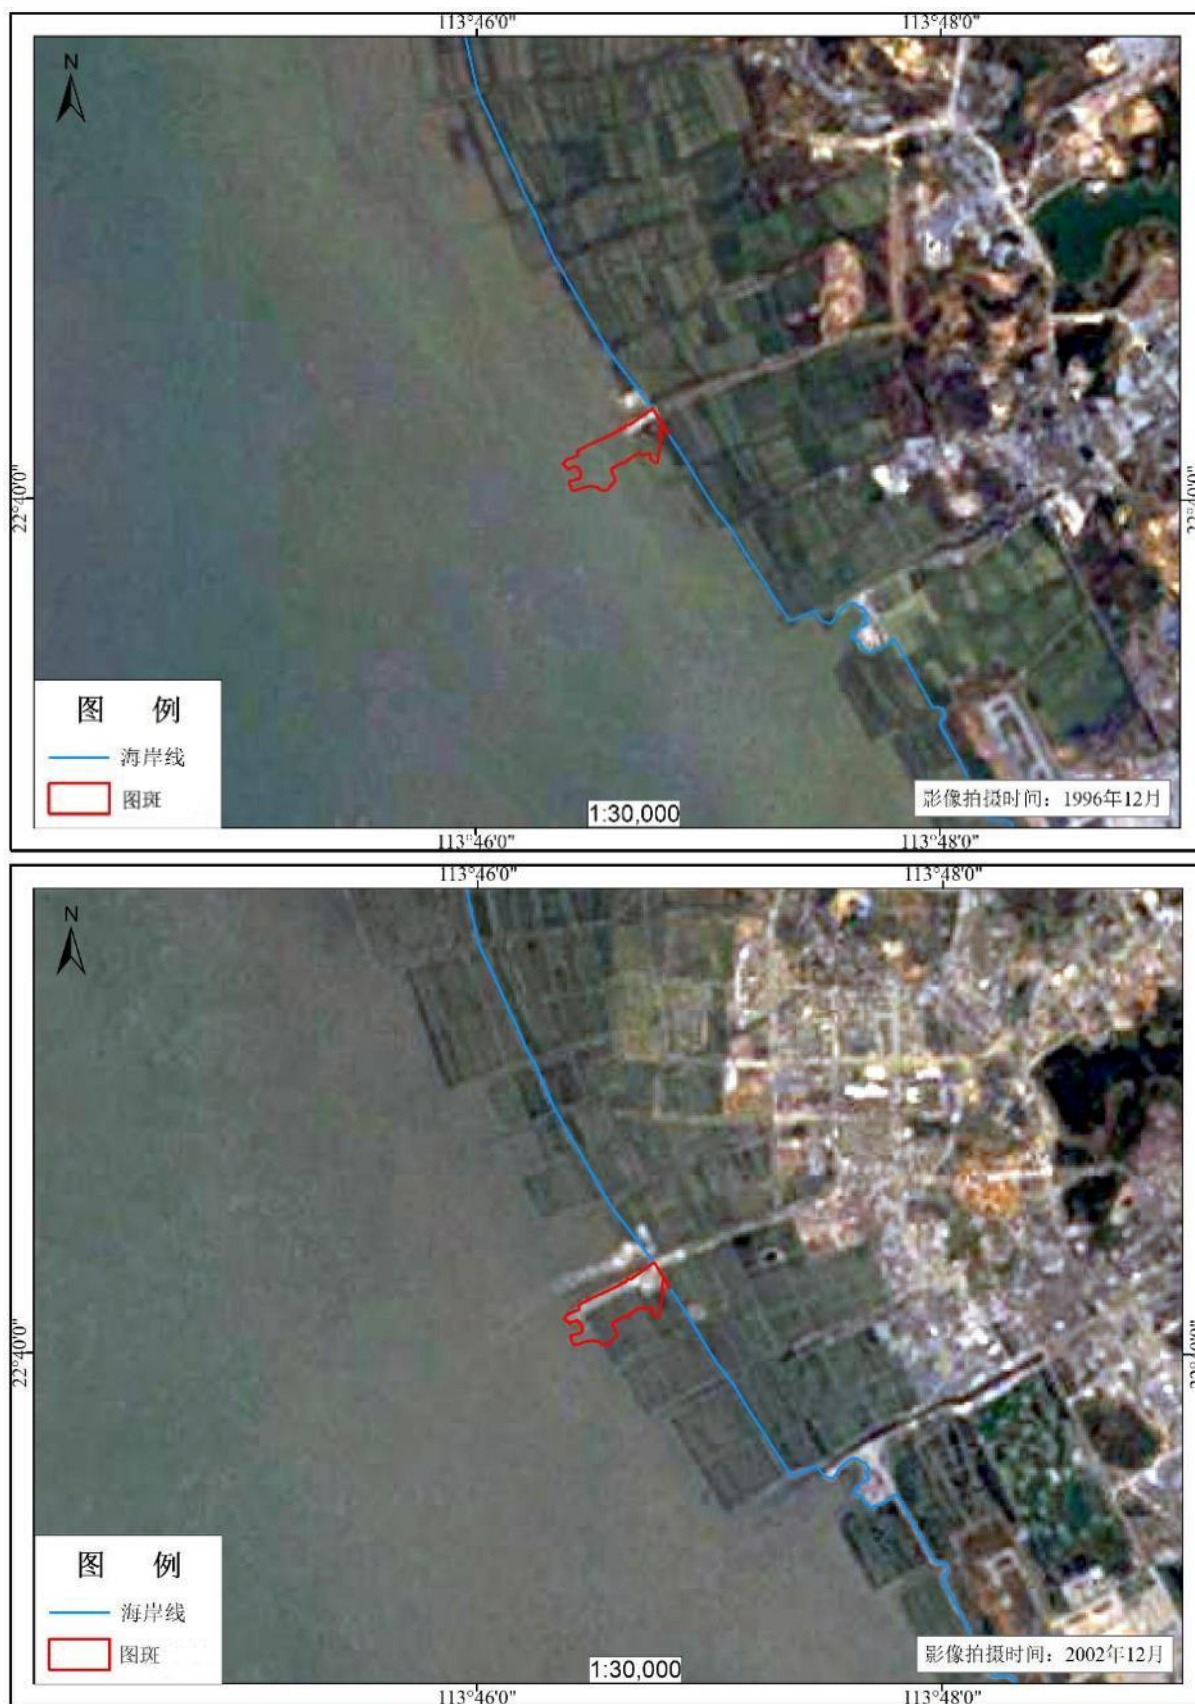 113°46'0" 113°48'0"
N
22°40'0" 22°40'0"
图 例
海岸线
图斑
1:30,000
影像拍摄时间：1996年12月
113°46'0" 113°48'0"
113°46'0" 113°48'0"
N
22°40'0" 22°40'0"
图 例
海岸线
图斑
1:30,000
影像拍摄时间：2002年12月
113°46'0" 113°48'0"